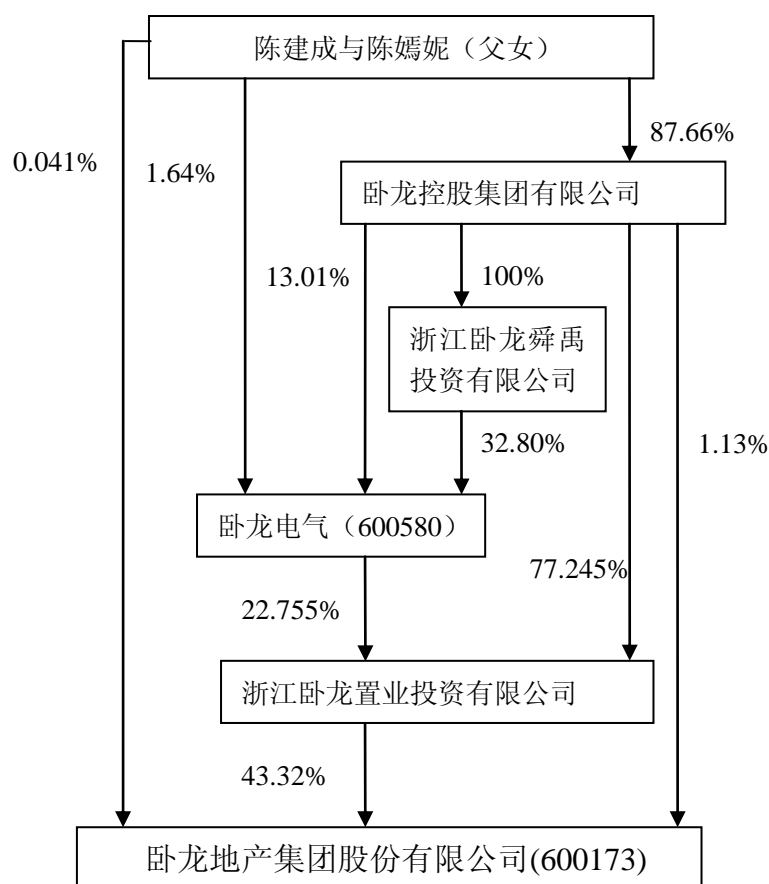 陈建成与陈嫣妮（父女）
0.041%
1.64%
87.66%
卧龙控股集团有限公司
13.01%
100%
浙江卧龙舜禹
投资有限公司
32.80%
1.13%
卧龙电气（600580）
77.245%
22.755%
浙江卧龙置业投资有限公司
43.32%
卧龙地产集团股份有限公司(600173)